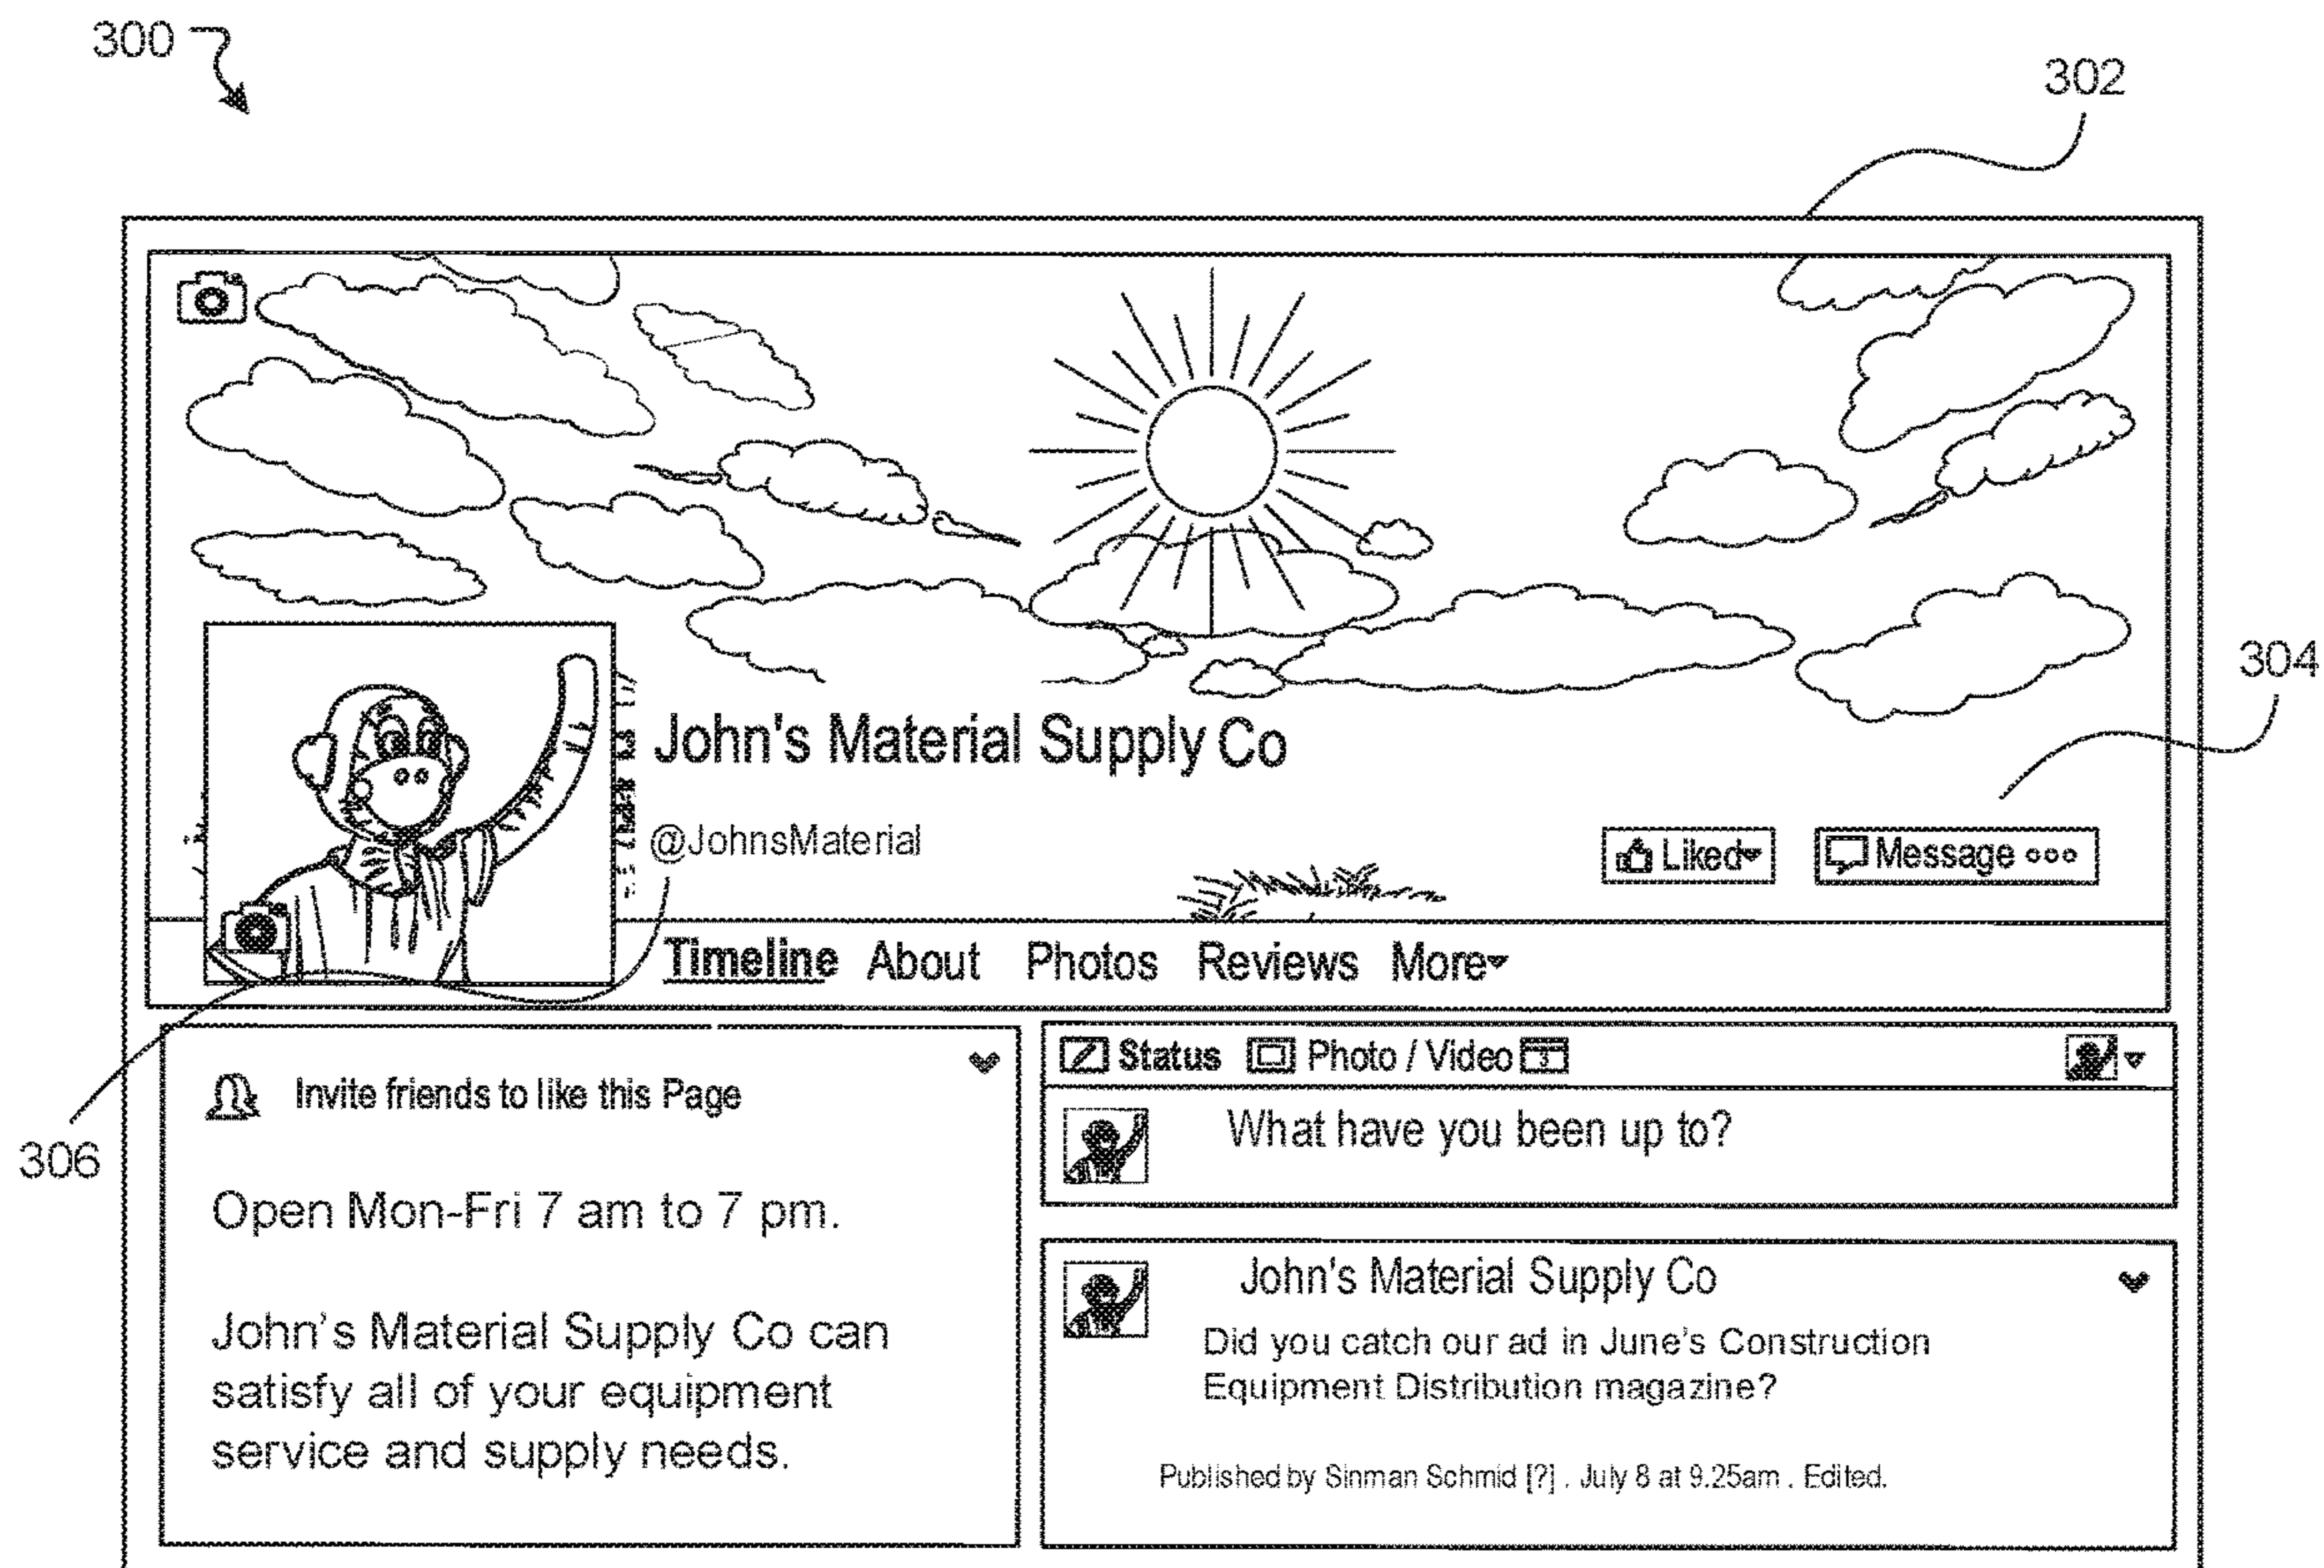 300
302
304
John's Material Supply Co
@JohnsMaterial
Liked
Message
Timeline About Photos Reviews More
306
Invite friends to like this Page
Open Mon-Fri 7 am to 7 pm.
John's Material Supply Co can
satisfy all of your equipment
service and supply needs.
Status Photo / Video 3
What have you been up to?
John's Material Supply Co
Did you catch our ad in June's Construction
Equipment Distribution magazine?
Published by Sinman Schmid [?] . July 8 at 9.25am . Edited.